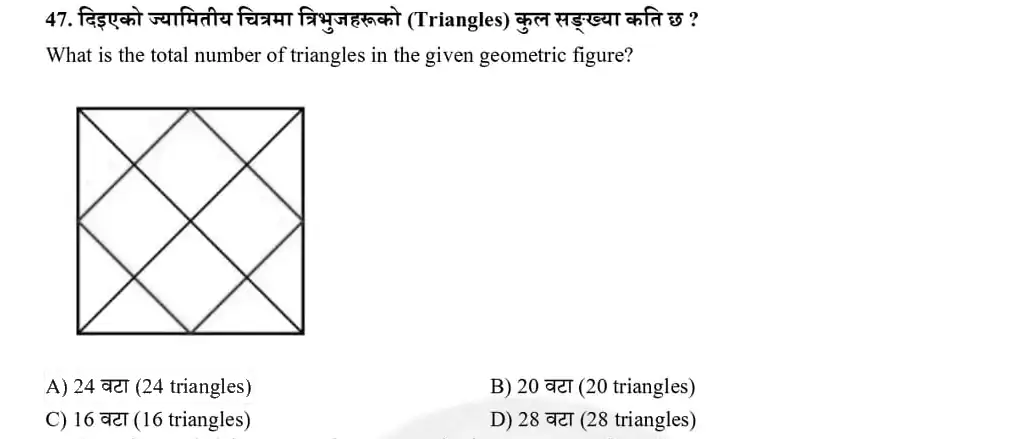 47. दिइएको ज्यामितीय चित्रमा त्रिभुजहरूको (Triangles) कुल सङ्ख्या कति छ ?
What is the total number of triangles in the given geometric figure?
A) 24 वटा (24 triangles)
B) 20 वटा (20 triangles)
C) 16 वटा (16 triangles)
D) 28 वटा (28 triangles)